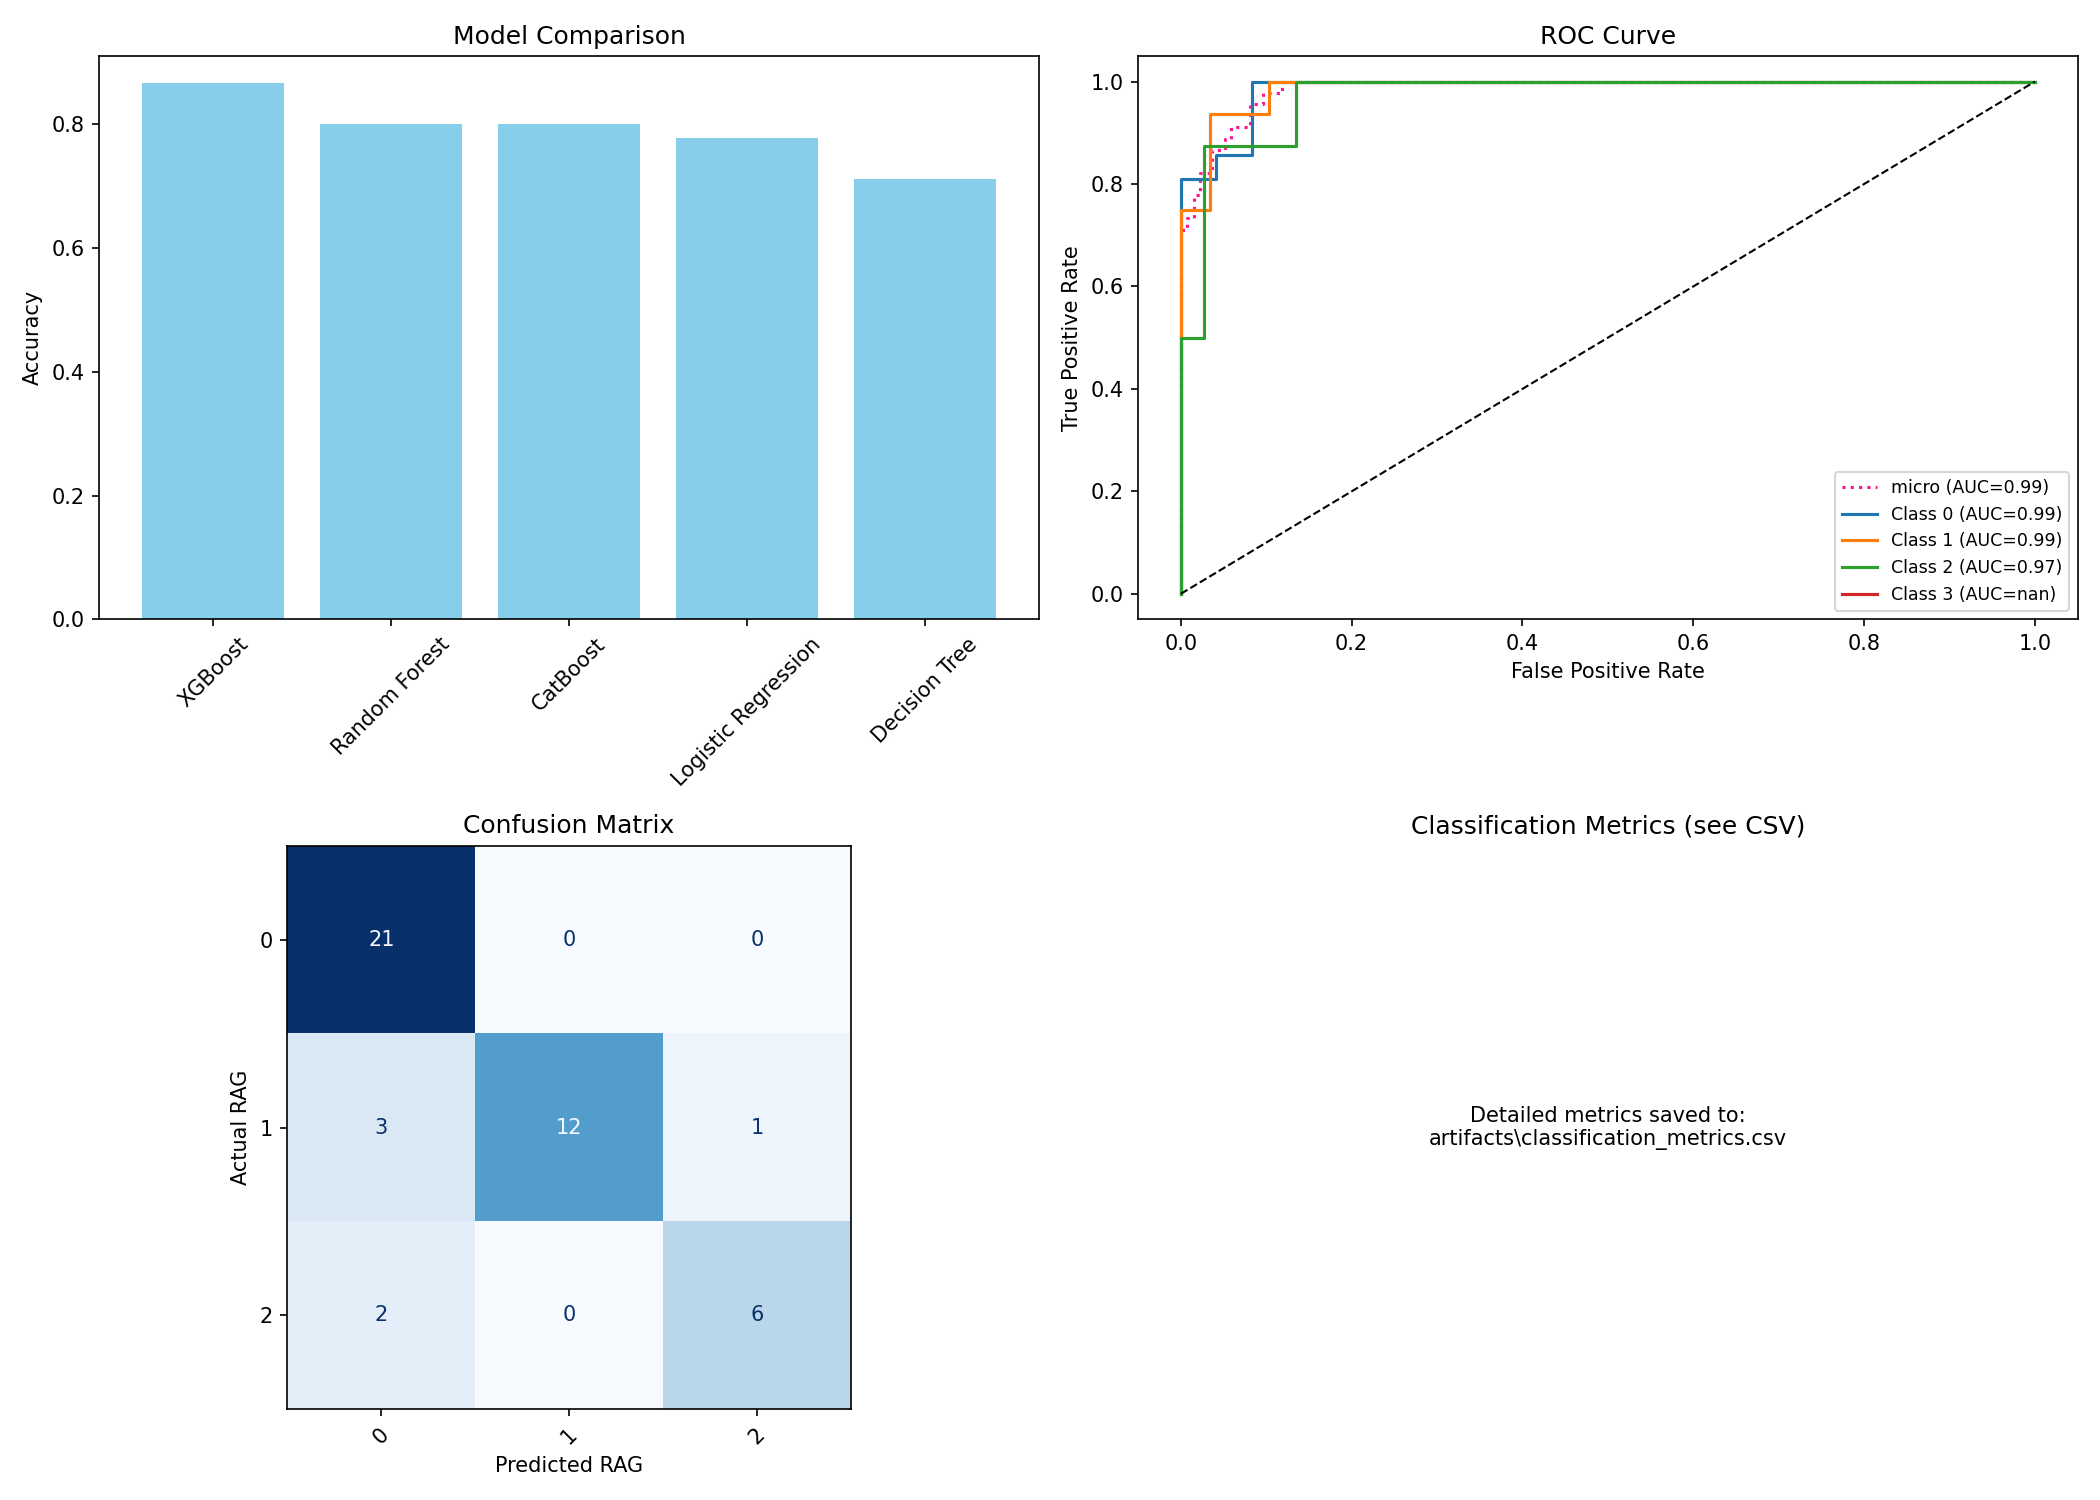 Model Comparison
Accuracy
0.8
0.6
0.4
0.2
0.0
XGBoost
Random Forest
CatBoost
Logistic Regression
Decision Tree
ROC Curve
True Positive Rate
1.0
0.8
0.6
0.4
0.2
0.0
micro (AUC=0.99)
Class 0 (AUC=0.99)
Class 1 (AUC=0.99)
Class 2 (AUC=0.97)
Class 3 (AUC=nan)
0.0 0.2 0.4 0.6 0.8 1.0
False Positive Rate
Confusion Matrix
Actual RAG
0 21 0 0
1 3 12 1
2 2 0 6
0 1 2
Predicted RAG
Classification Metrics (see CSV)
Detailed metrics saved to:
artifacts\classification_metrics.csv